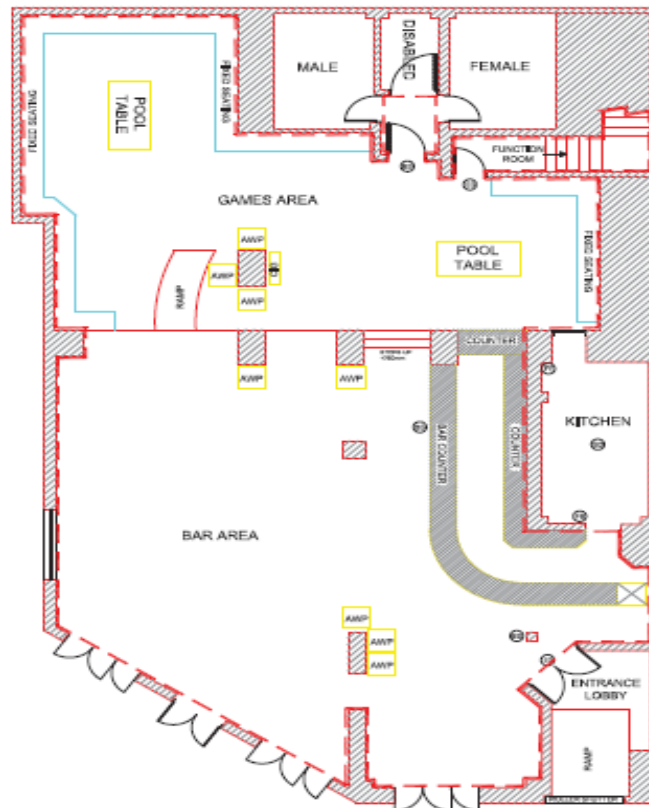 MALE
DISABLED
FEMALE
FIXED SEATING
FIXED SEATING
POOL
TABLE
FUNCTION
ROOM
GAMES AREA
AWP
AWP
AWP
POOL
TABLE
FIXED SEATING
RAMP
COUNTER
AWP
AWP
BAR COUNTER
COUNTER
KITCHEN
BAR AREA
AWP
AWP
AWP
ENTRANCE
LOBBY
RAMP